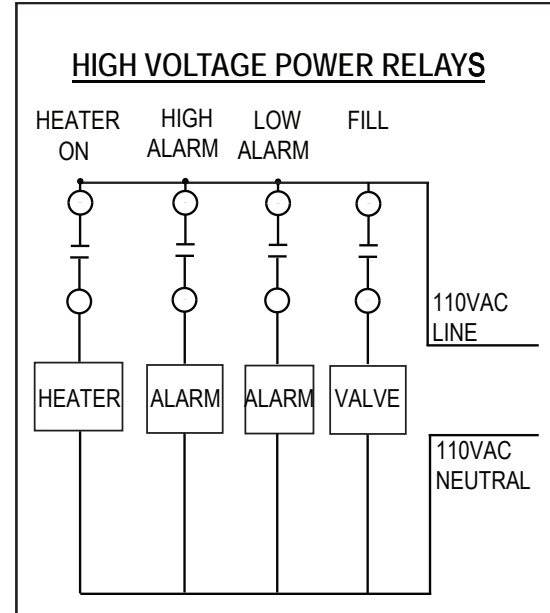 HIGH VOLTAGE POWER RELAYS
HEATER ON
HIGH ALARM
LOW ALARM
FILL
110VAC
LINE
HEATER
ALARM
ALARM
VALVE
110VAC
NEUTRAL